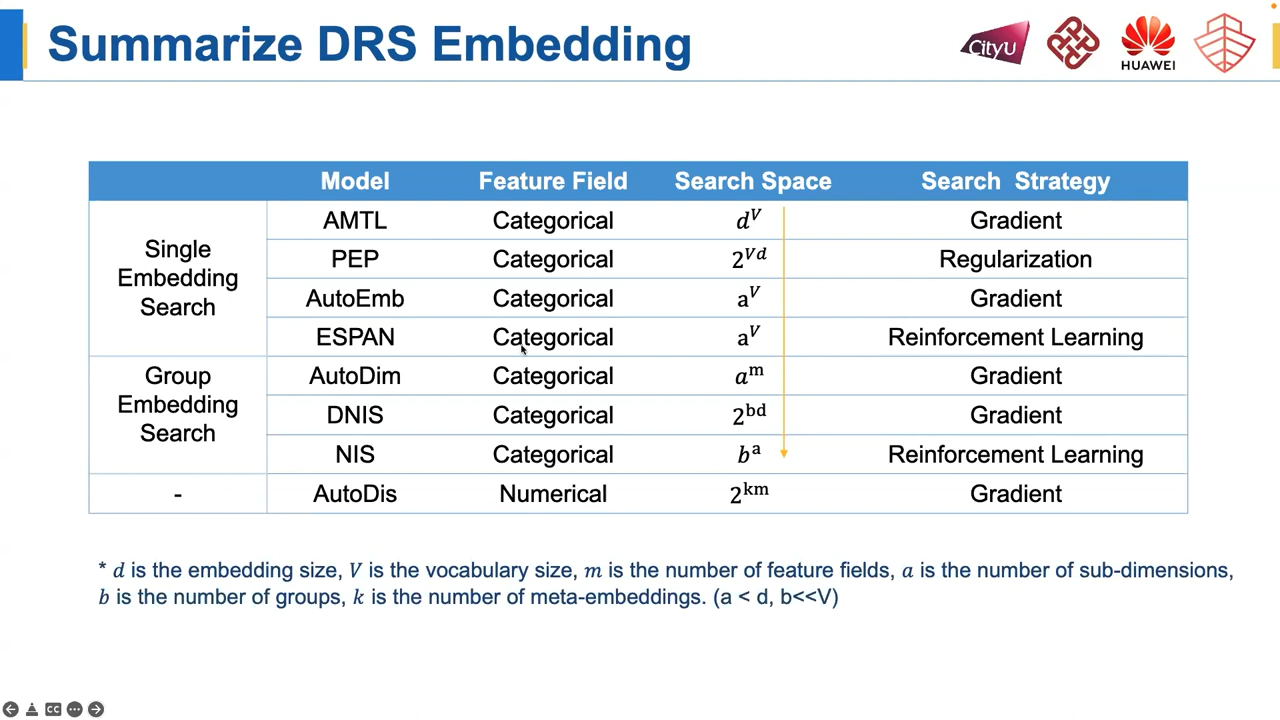 Summarize DRS Embedding
CityU
HUAWEI
Model Feature Field Search Space Search Strategy
Single Embedding Search
AMTL Categorical d^V Gradient
PEP Categorical 2^Vd Regularization
AutoEmb Categorical a^V Gradient
ESPAN Categorical a^V Reinforcement Learning
Group Embedding Search
AutoDim Categorical a^m Gradient
DNIS Categorical 2^bd Gradient
NIS Categorical b^a Reinforcement Learning
- AutoDis Numerical 2^km Gradient
* d is the embedding size, V is the vocabulary size, m is the number of feature fields, a is the number of sub-dimensions,
b is the number of groups, k is the number of meta-embeddings. (a < d, b<<V)
CC